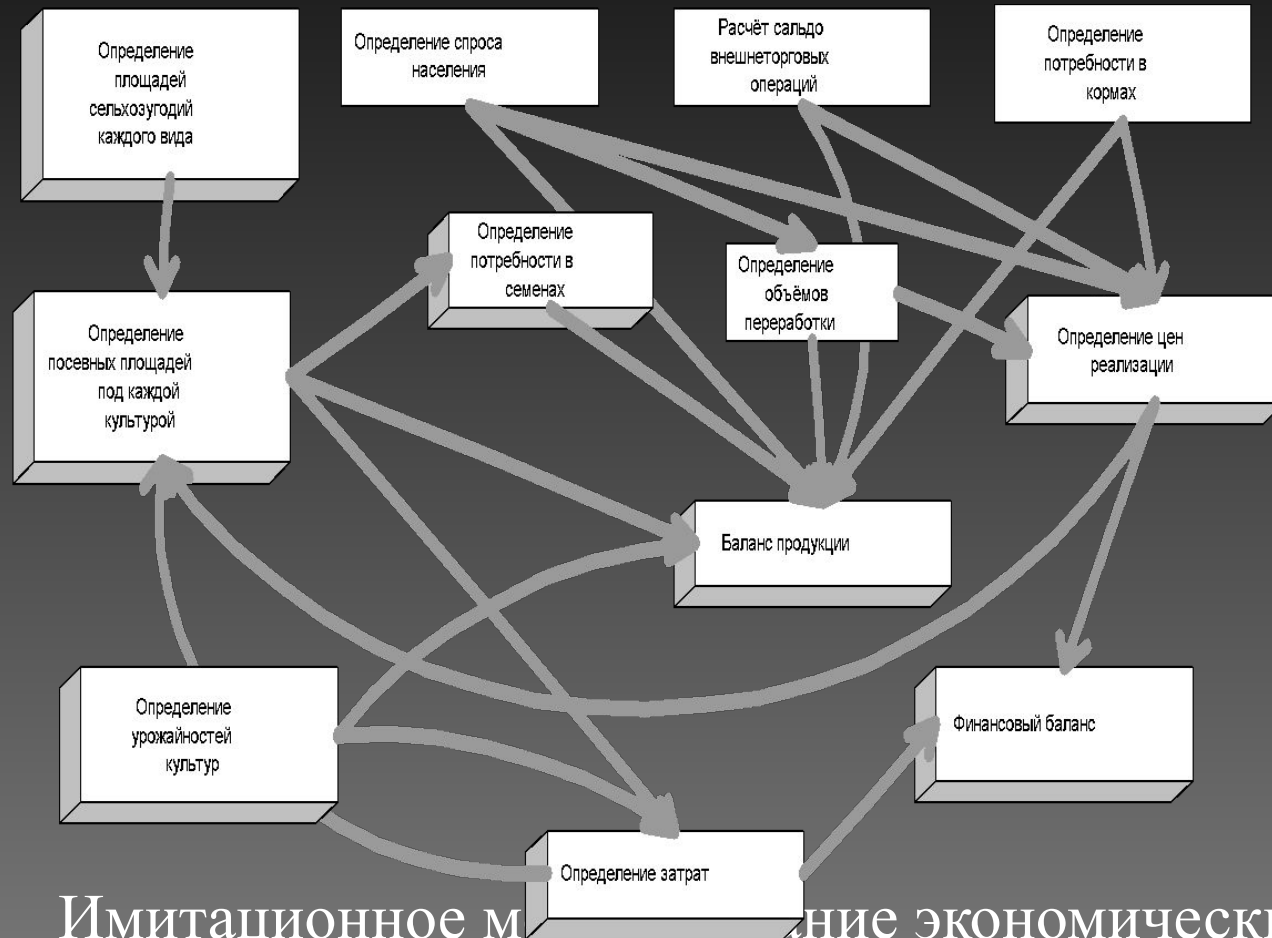 Определение
площадей
сельхозугодий
каждого вида
Определение спроса
населения
Расчёт сальдо
внешнеторговых
операций
Определение
потребности в
кормах
Определение
потребности в
семенах
Определение
объёмов
переработки
Определение
посевных площадей
под каждой
культурой
Определение цен
реализации
Баланс продукции
Определение
урожайностей
культур
Финансовый баланс
Определение затрат
Имитационное